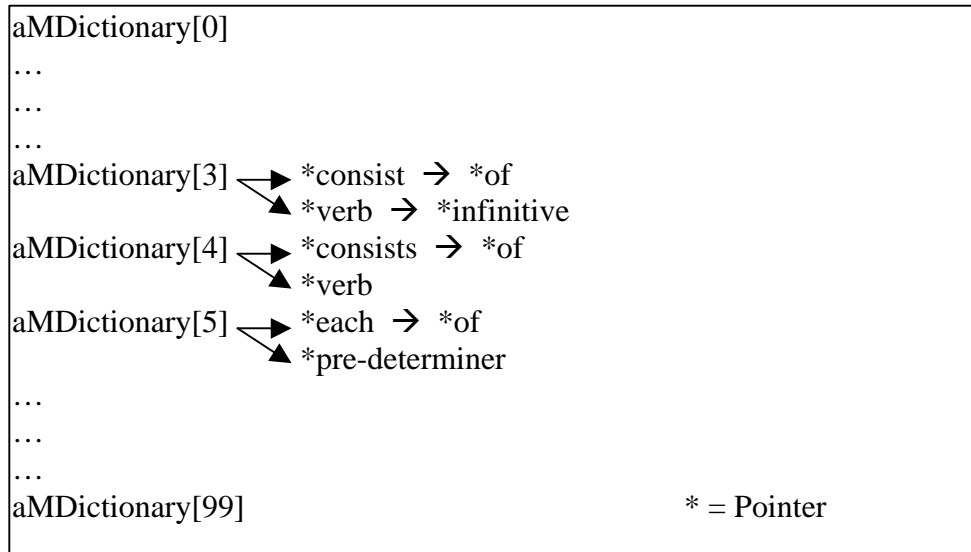 aMDictionary[0]
…
…
…
aMDictionary[3] *consist → *of
*verb → *infinitive
aMDictionary[4] *consists → *of
*verb
aMDictionary[5] *each → *of
*pre-determiner
…
…
…
aMDictionary[99] * = Pointer